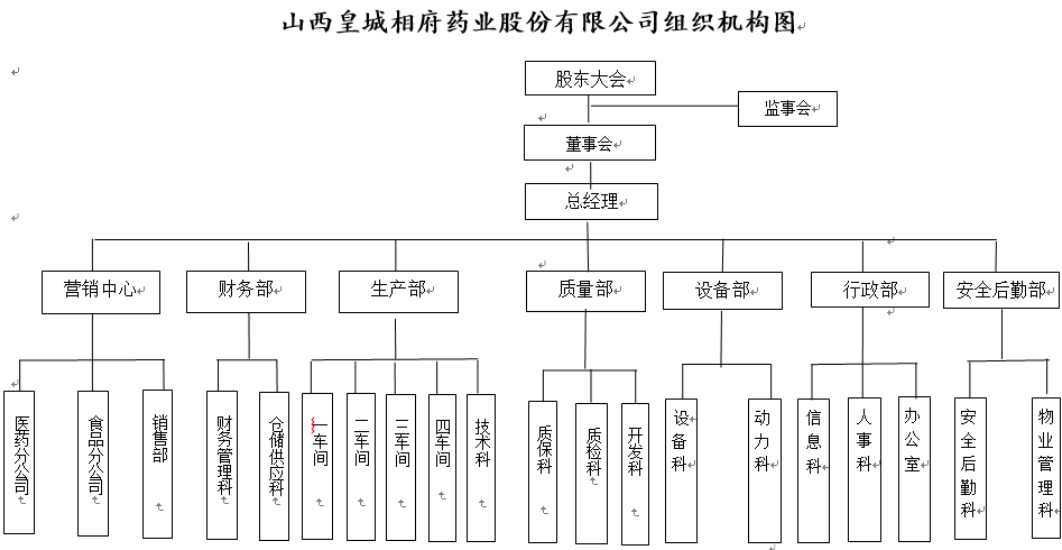 山西皇城相府药业股份有限公司组织机构图
股东大会
监事会
董事会
总经理
营销中心
财务部
生产部
质量部
设备部
行政部
安全后勤部
医药分公司
食品分公司
销售部
财务管理科
仓储供应科
一车间
二车间
三车间
四车间
技术科
质保科
质检科
开发科
设备科
动力科
信息科
人事科
办公室
安全后勤科
物业管理科